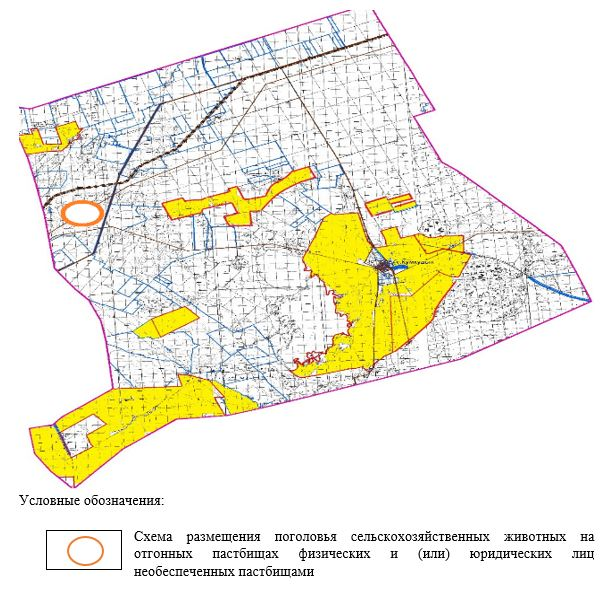 Условные обозначения:
Схема размещения поголовья сельскохозяйственных животных на
отгонных пастбищах физических и (или) юридических лиц
необеспеченных пастбищами